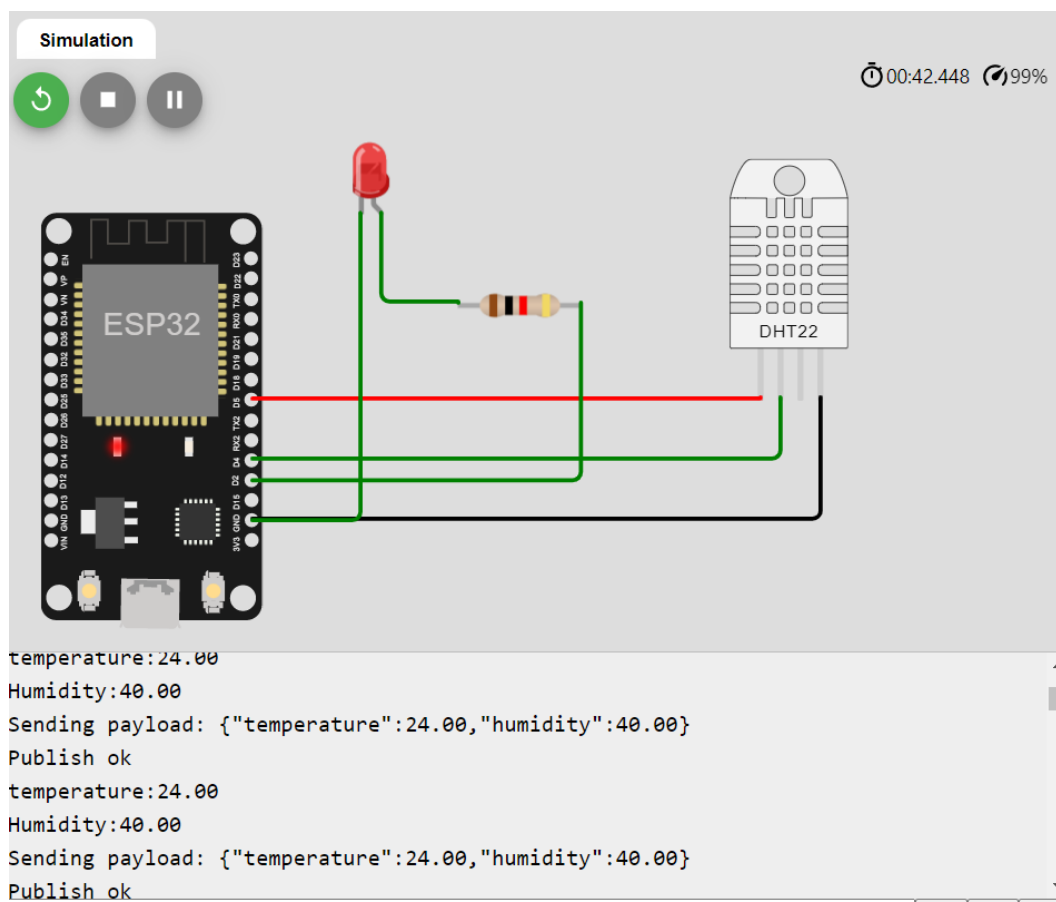 Simulation
00:42.448 99%
ESP32
EN
VP
VN
D34
D35
D32
D33
D25
D26
D27
D14
D12
D13
GND
VIN
D23
D22
TX0
RX0
D21
D19
D18
D5
TX2
RX2
D4
D2
D15
GND
3V3
DHT22
temperature:24.00
Humidity:40.00
Sending payload: {"temperature":24.00,"humidity":40.00}
Publish ok
temperature:24.00
Humidity:40.00
Sending payload: {"temperature":24.00,"humidity":40.00}
Publish ok